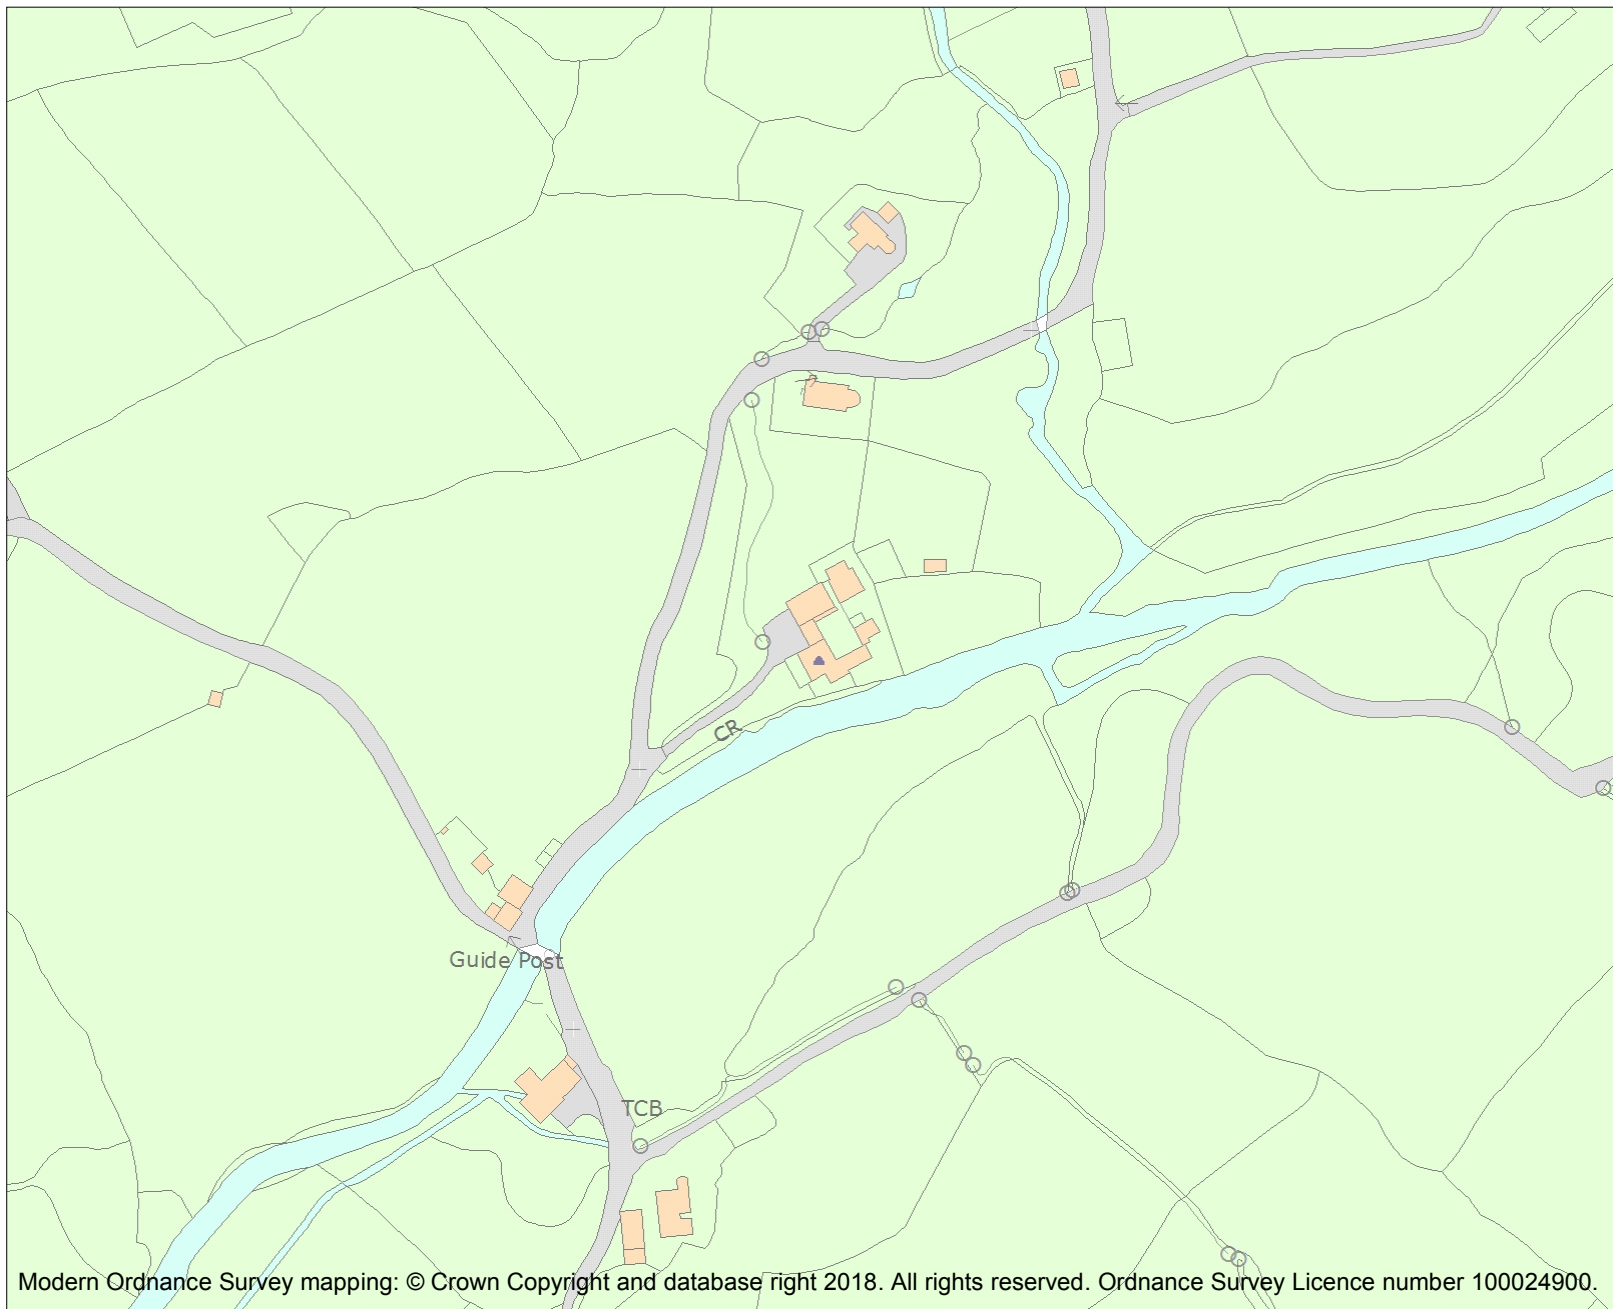 CR
Guide Post
TCB
Modern Ordnance Survey mapping: © Crown Copyright and database right 2018. All rights reserved. Ordnance Survey Licence number 100024900.